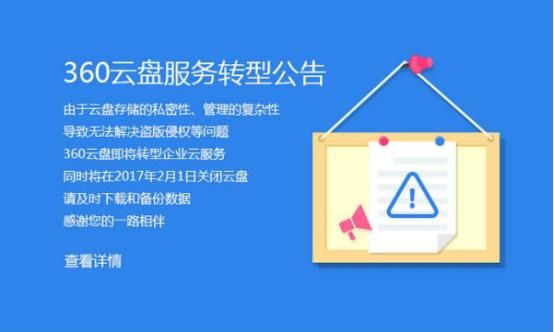 360云盘服务转型公告
由于云盘存储的私密性、管理的复杂性
导致无法解决盗版侵权等问题
360云盘即将转型企业云服务
同时将在2017年2月1日关闭云盘
请及时下载和备份数据
感谢您的一路相伴
查看详情